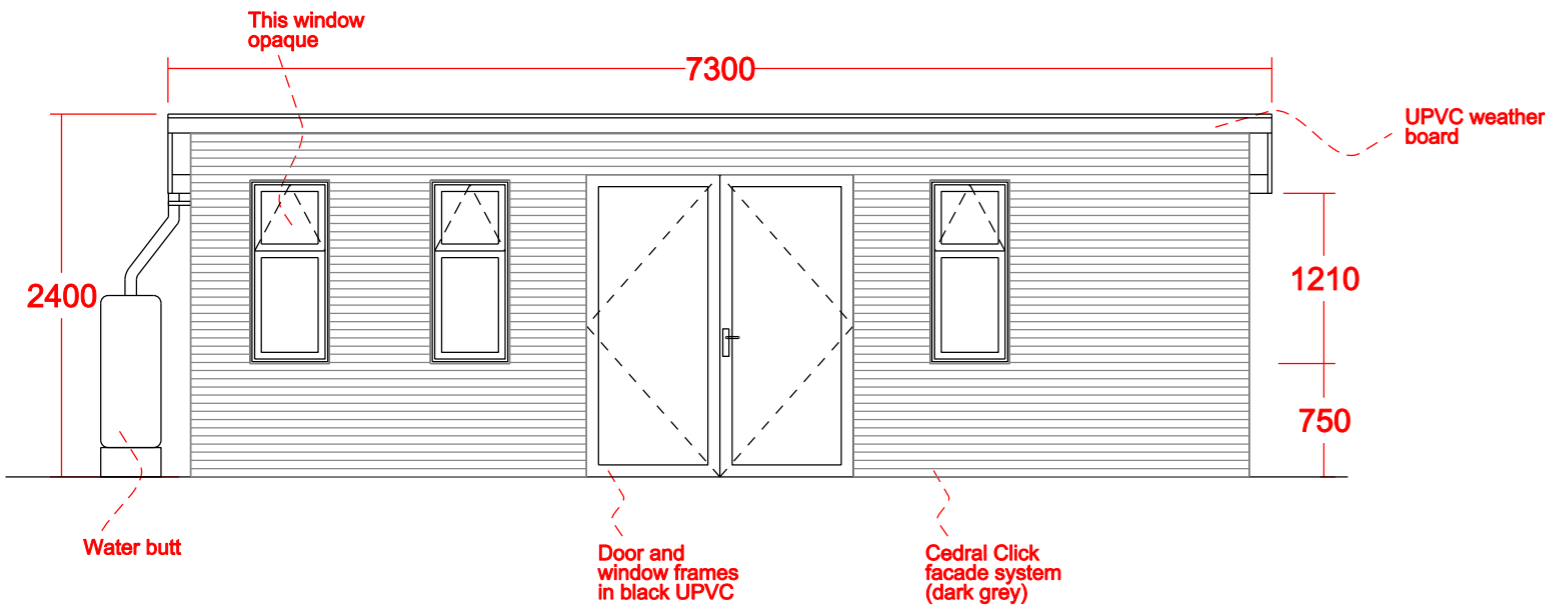 This window
opaque
7300
UPVC weather
board
2400
1210
750
Water butt
Door and
window frames
in black UPVC
Cedral Click
facade system
(dark grey)